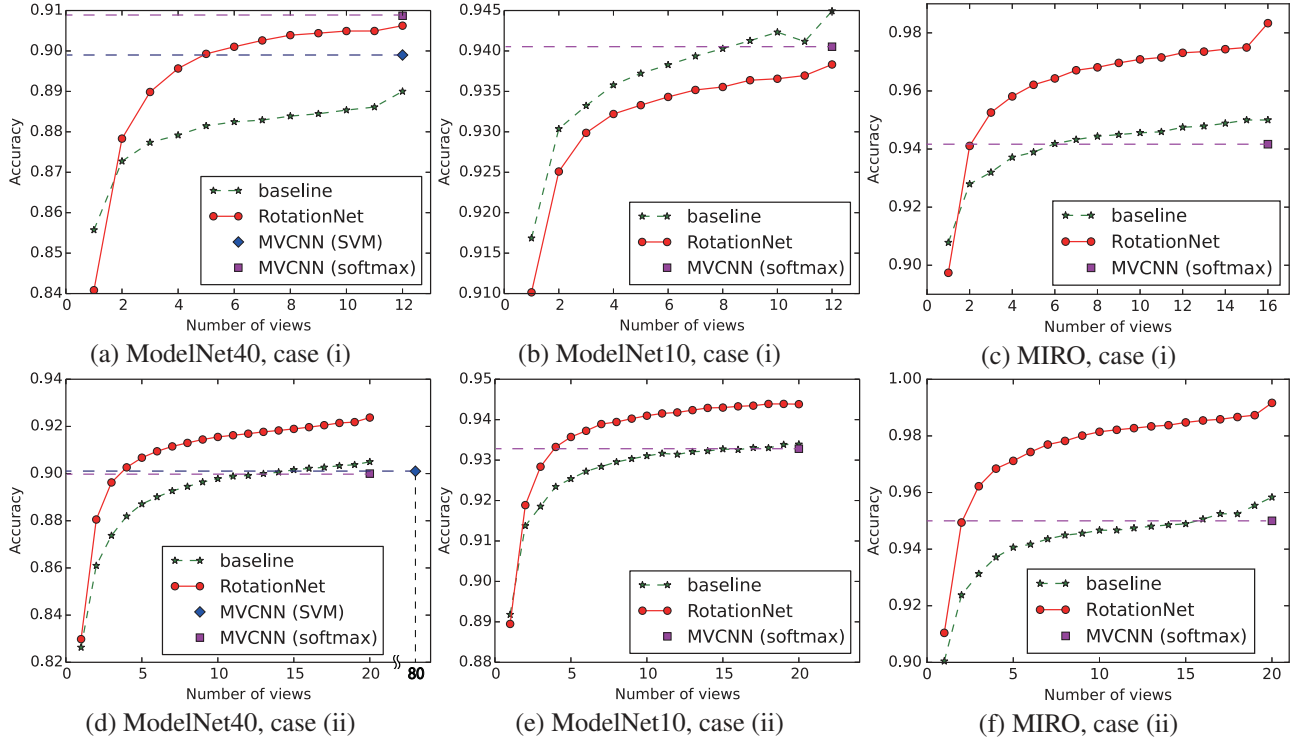 0.91
0.90
0.89
0.88
0.87
0.86
0.85
0.84
Accuracy
0 2 4 6 8 10 12 14
Number of views
baseline
RotationNet
MVCNN (SVM)
MVCNN (softmax)
(a) ModelNet40, case (i)
0.945
0.940
0.935
0.930
0.925
0.920
0.915
0.910
Accuracy
0 2 4 6 8 10 12 14
Number of views
baseline
RotationNet
MVCNN (softmax)
(b) ModelNet10, case (i)
0.98
0.96
0.94
0.92
0.90
Accuracy
0 2 4 6 8 10 12 14 16
Number of views
baseline
RotationNet
MVCNN (softmax)
(c) MIRO, case (i)
0.94
0.92
0.90
0.88
0.86
0.84
0.82
Accuracy
0 5 10 15 20 80
Number of views
baseline
RotationNet
MVCNN (SVM)
MVCNN (softmax)
(d) ModelNet40, case (ii)
0.95
0.94
0.93
0.92
0.91
0.90
0.89
0.88
Accuracy
0 5 10 15 20
Number of views
baseline
RotationNet
MVCNN (softmax)
(e) ModelNet10, case (ii)
1.00
0.98
0.96
0.94
0.92
0.90
Accuracy
0 5 10 15 20
Number of views
baseline
RotationNet
MVCNN (softmax)
(f) MIRO, case (ii)